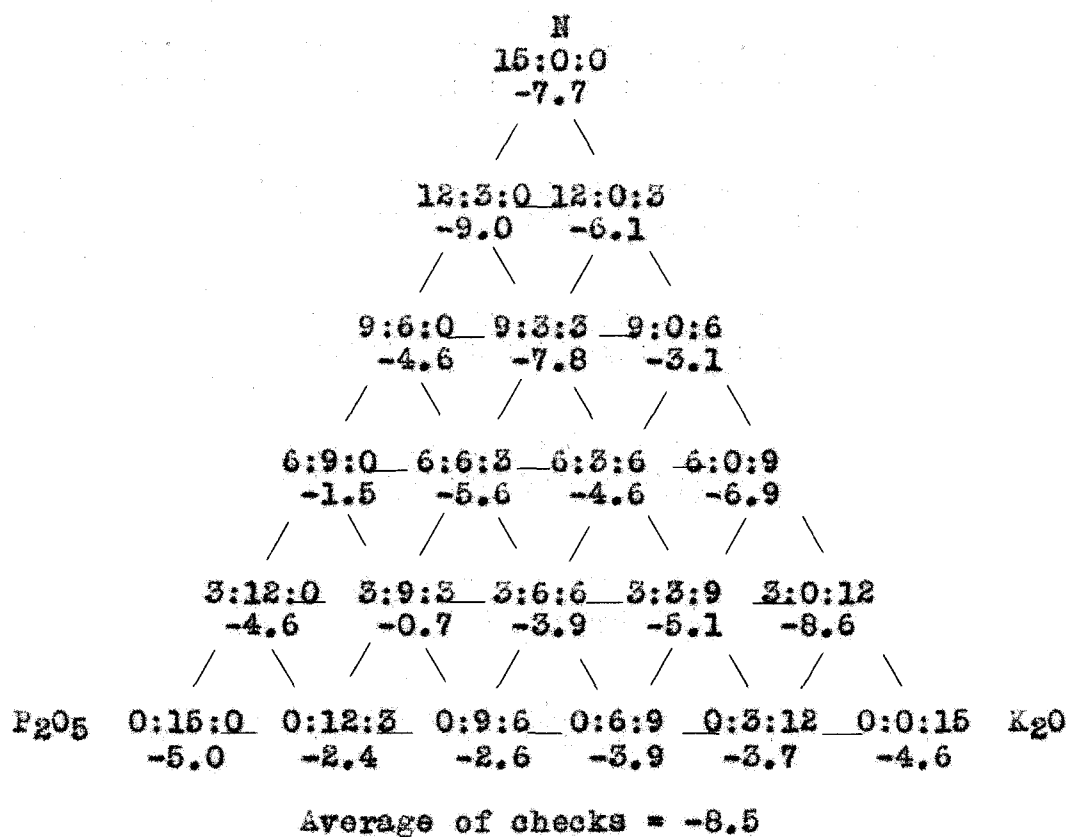 N
15:0:0
-7.7
12:3:0 12:0:3
-9.0 -6.1
9:6:0 9:3:3 9:0:6
-4.6 -7.8 -3.1
6:9:0 6:6:3 6:3:6 6:0:9
-1.5 -5.6 -4.6 -6.9
3:12:0 3:9:3 3:6:6 3:3:9 3:0:12
-4.6 -0.7 -3.9 -5.1 -8.6
P2O5 0:15:0 0:12:3 0:9:6 0:6:9 0:3:12 0:0:15 K2O
-5.0 -2.4 -2.6 -3.9 -3.7 -4.6
Average of checks = -8.5